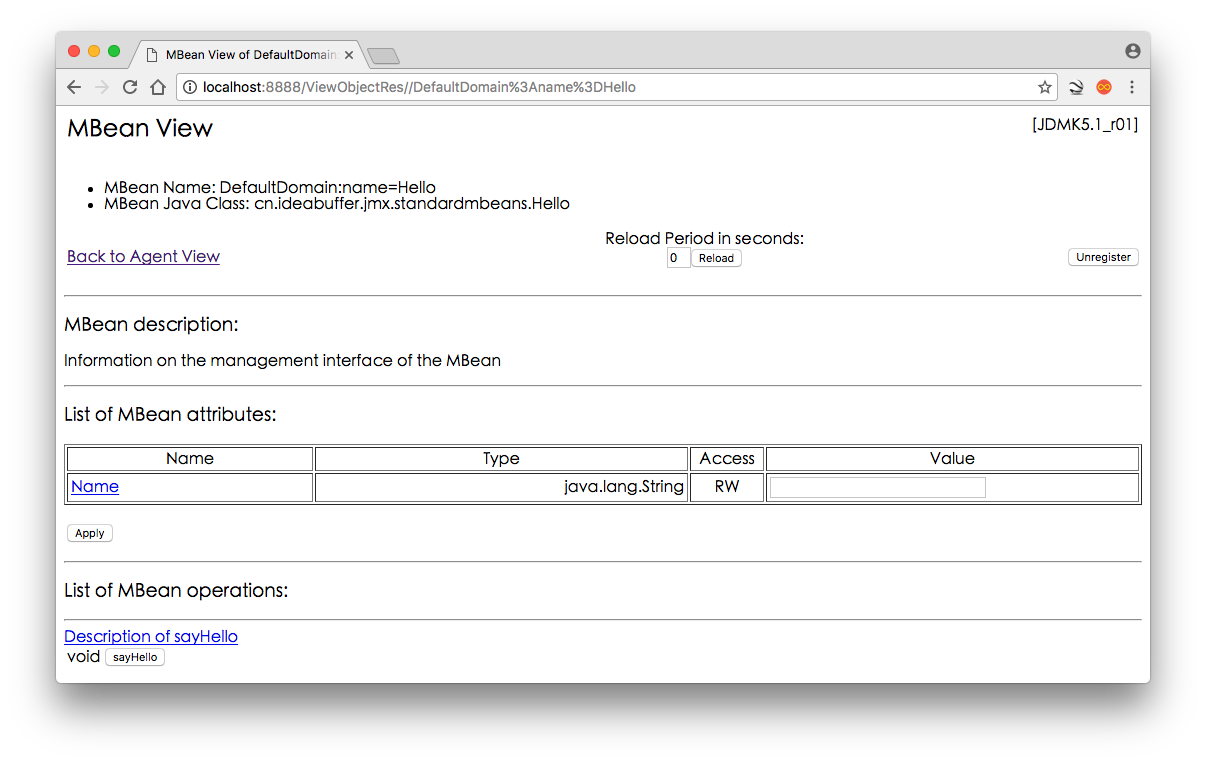 MBean View of DefaultDomain
localhost:8888/ViewObjectRes//DefaultDomain%3Aname%3DHello
MBean View
[JDMK5.1_r01]
MBean Name: DefaultDomain:name=Hello
MBean Java Class: cn.ideabuffer.jmx.standardmbeans.Hello
Reload Period in seconds:
Back to Agent View
0 Reload
Unregister
MBean description:
Information on the management interface of the MBean
List of MBean attributes:
Name Type Access Value
Name java.lang.String RW
Apply
List of MBean operations:
Description of sayHello
void sayHello